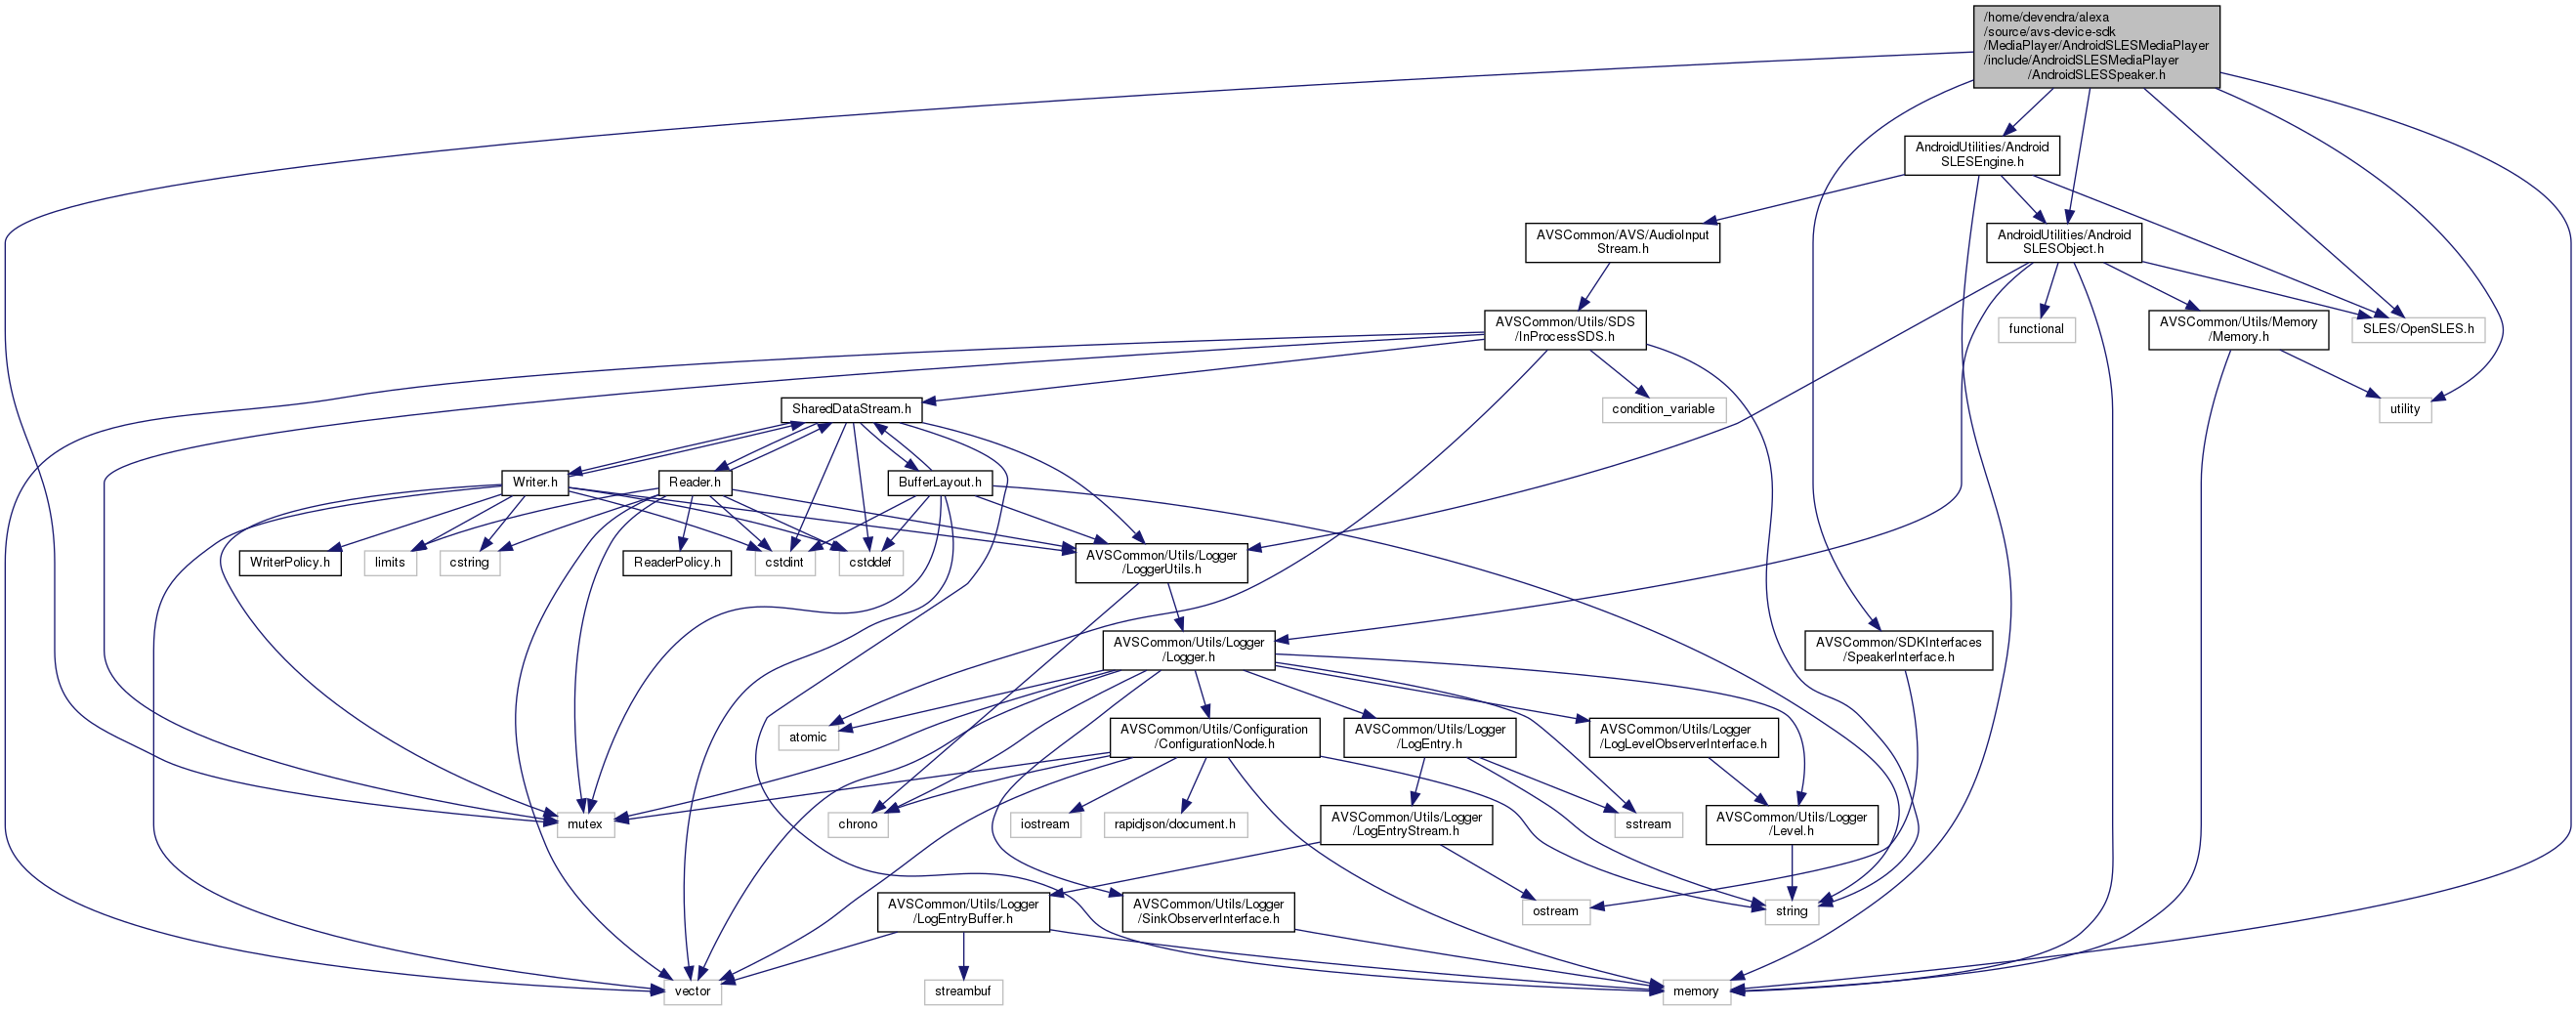 /home/devendra/alexa
/source/avs-device-sdk
/MediaPlayer/AndroidSLESMediaPlayer
/include/AndroidSLESMediaPlayer
/AndroidSLESSpeaker.h
AndroidUtilities/Android
SLESEngine.h
AVSCommon/AVS/AudioInput
Stream.h
AndroidUtilities/Android
SLESObject.h
AVSCommon/Utils/SDS
/InProcessSDS.h
functional
AVSCommon/Utils/Memory
/Memory.h
SLES/OpenSLES.h
SharedDataStream.h
condition_variable
utility
Writer.h
Reader.h
BufferLayout.h
WriterPolicy.h
limits
cstring
ReaderPolicy.h
cstdint
cstddef
AVSCommon/Utils/Logger
/LoggerUtils.h
AVSCommon/Utils/Logger
/Logger.h
AVSCommon/SDKInterfaces
/SpeakerInterface.h
atomic
AVSCommon/Utils/Configuration
/ConfigurationNode.h
AVSCommon/Utils/Logger
/LogEntry.h
AVSCommon/Utils/Logger
/LogLevelObserverInterface.h
mutex
chrono
iostream
rapidjson/document.h
AVSCommon/Utils/Logger
/LogEntryStream.h
sstream
AVSCommon/Utils/Logger
/Level.h
AVSCommon/Utils/Logger
/LogEntryBuffer.h
AVSCommon/Utils/Logger
/SinkObserverInterface.h
ostream
string
vector
streambuf
memory